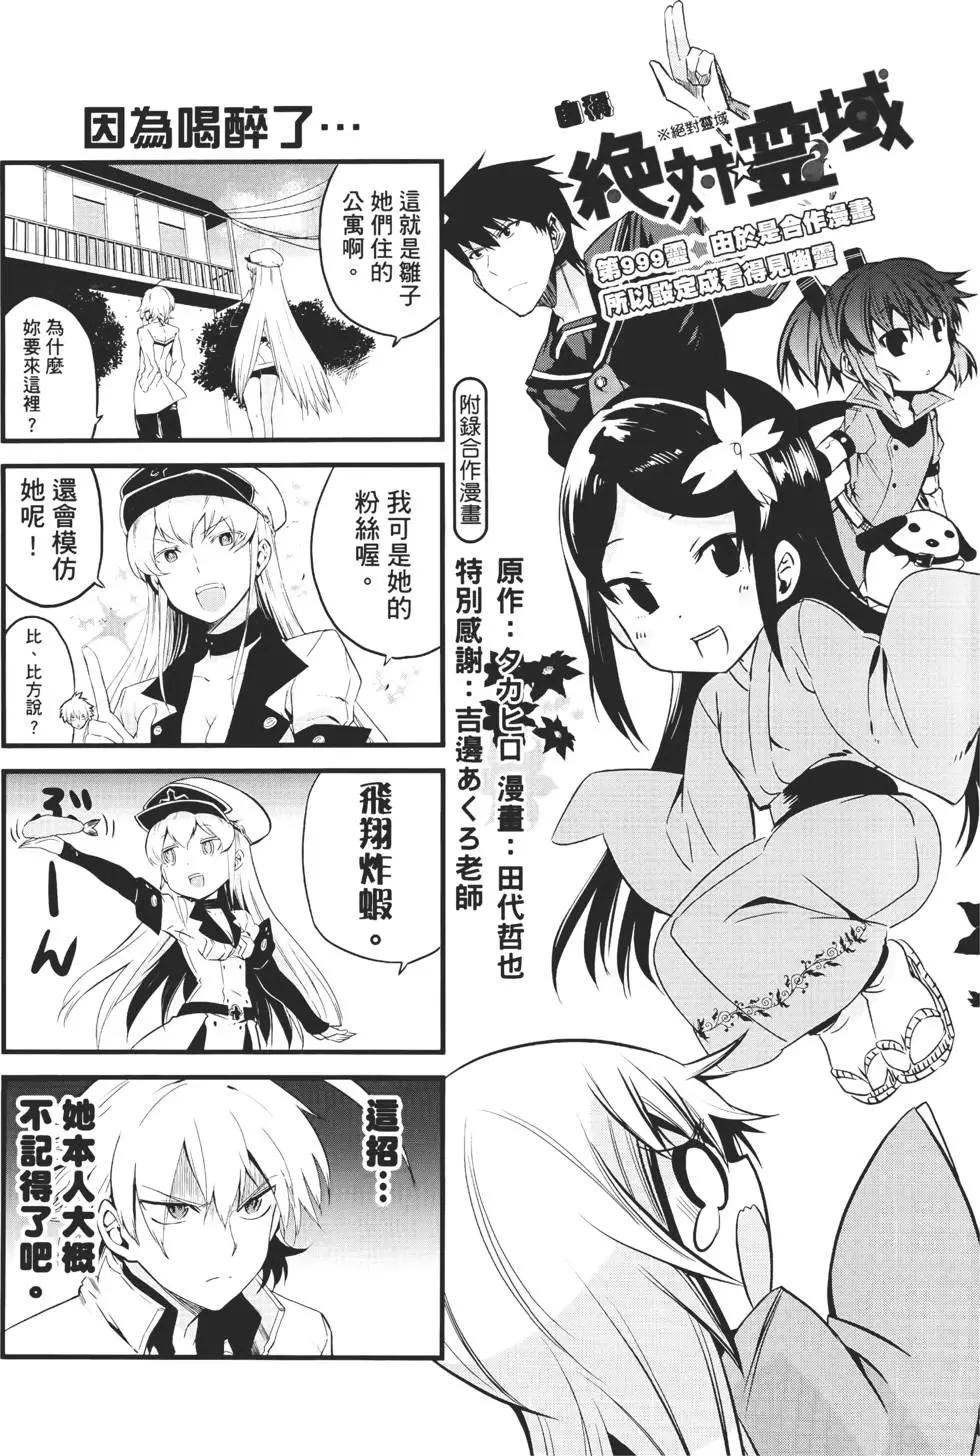 自稱
※絕對靈域
絶対☆霊域
第999靈 由於是合作漫畫
所以設定成看得見幽靈
附錄合作漫畫
原作：タカヒロ 漫畫：田代哲也
特別感謝：吉邊あくろ老師
因為喝醉了…
這就是雛子
她們住的
公寓啊。
為什麼
妳要來這裡？
我可是她的
粉絲喔。
還會模仿
她呢！
比、比方說？
飛翔炸蝦。
ぶーん
這招…
她本人大概
不記得了吧。